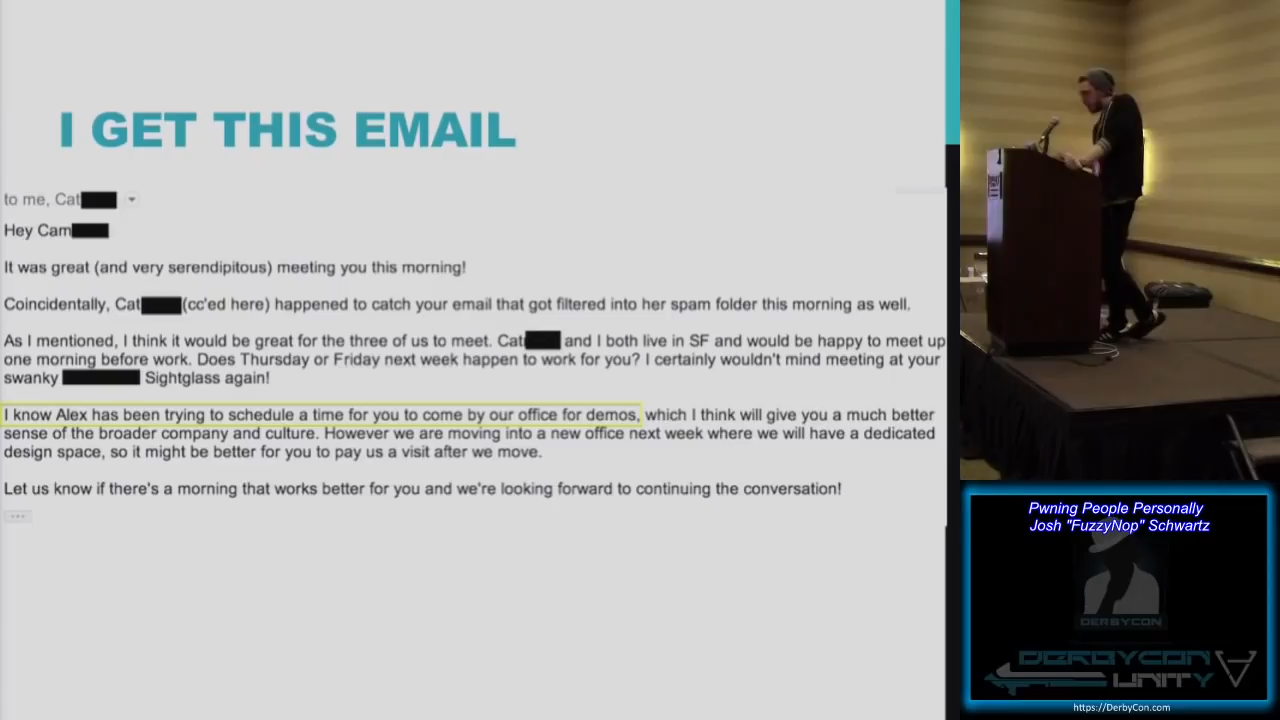 I GET THIS EMAIL
to me, Cat
Hey Cam
It was great (and very serendipitous) meeting you this morning!
Coincidentally, Cat (cc'ed here) happened to catch your email that got filtered into her spam folder this morning as well.
As I mentioned, I think it would be great for the three of us to meet. Cat and I both live in SF and would be happy to meet up
one morning before work. Does Thursday or Friday next week happen to work for you? I certainly wouldn't mind meeting at your
swanky Sightglass again!
I know Alex has been trying to schedule a time for you to come by our office for demos, which I think will give you a much better
sense of the broader company and culture. However we are moving into a new office next week where we will have a dedicated
design space, so it might be better for you to pay us a visit after we move.
Let us know if there's a morning that works better for you and we're looking forward to continuing the conversation!
Pwning People Personally
Josh "FuzzyNop" Schwartz
DERBYCON
DERBYCON
UNITY
https://DerbyCon.com